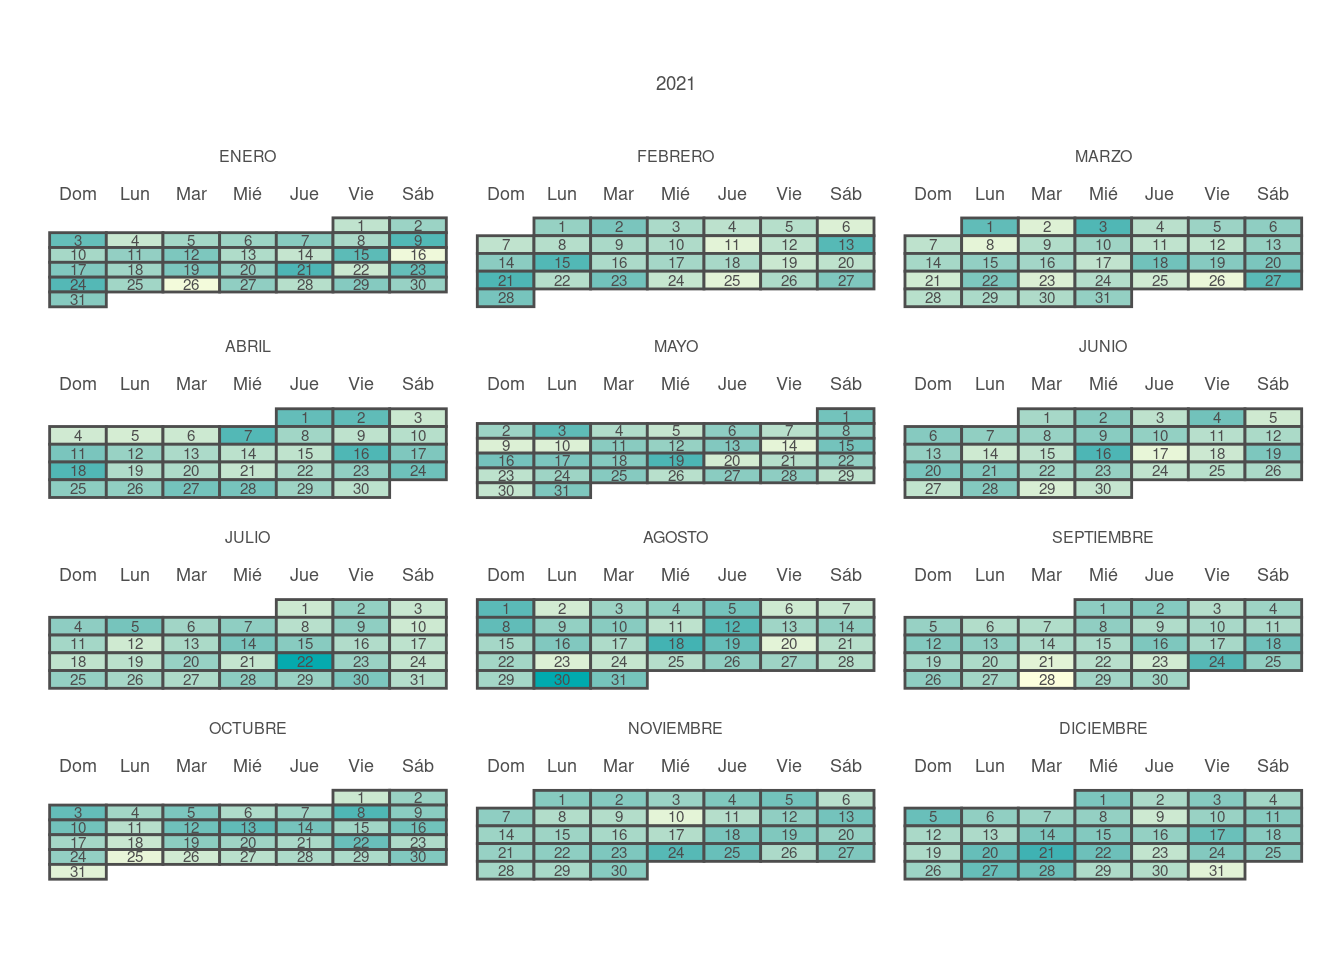 2021
ENERO
Dom Lun Mar Mié Jue Vie Sáb
1 2
3 4 5 6 7 8 9
10 11 12 13 14 15 16
17 18 19 20 21 22 23
24 25 26 27 28 29 30
31
FEBRERO
Dom Lun Mar Mié Jue Vie Sáb
1 2 3 4 5 6
7 8 9 10 11 12 13
14 15 16 17 18 19 20
21 22 23 24 25 26 27
28
MARZO
Dom Lun Mar Mié Jue Vie Sáb
1 2 3 4 5 6
7 8 9 10 11 12 13
14 15 16 17 18 19 20
21 22 23 24 25 26 27
28 29 30 31
ABRIL
Dom Lun Mar Mié Jue Vie Sáb
1 2 3
4 5 6 7 8 9 10
11 12 13 14 15 16 17
18 19 20 21 22 23 24
25 26 27 28 29 30
MAYO
Dom Lun Mar Mié Jue Vie Sáb
1
2 3 4 5 6 7 8
9 10 11 12 13 14 15
16 17 18 19 20 21 22
23 24 25 26 27 28 29
30 31
JUNIO
Dom Lun Mar Mié Jue Vie Sáb
1 2 3 4 5
6 7 8 9 10 11 12
13 14 15 16 17 18 19
20 21 22 23 24 25 26
27 28 29 30
JULIO
Dom Lun Mar Mié Jue Vie Sáb
1 2 3
4 5 6 7 8 9 10
11 12 13 14 15 16 17
18 19 20 21 22 23 24
25 26 27 28 29 30 31
AGOSTO
Dom Lun Mar Mié Jue Vie Sáb
1 2 3 4 5 6 7
8 9 10 11 12 13 14
15 16 17 18 19 20 21
22 23 24 25 26 27 28
29 30 31
SEPTIEMBRE
Dom Lun Mar Mié Jue Vie Sáb
1 2 3 4
5 6 7 8 9 10 11
12 13 14 15 16 17 18
19 20 21 22 23 24 25
26 27 28 29 30
OCTUBRE
Dom Lun Mar Mié Jue Vie Sáb
1 2
3 4 5 6 7 8 9
10 11 12 13 14 15 16
17 18 19 20 21 22 23
24 25 26 27 28 29 30
31
NOVIEMBRE
Dom Lun Mar Mié Jue Vie Sáb
1 2 3 4 5 6
7 8 9 10 11 12 13
14 15 16 17 18 19 20
21 22 23 24 25 26 27
28 29 30
DICIEMBRE
Dom Lun Mar Mié Jue Vie Sáb
1 2 3 4
5 6 7 8 9 10 11
12 13 14 15 16 17 18
19 20 21 22 23 24 25
26 27 28 29 30 31